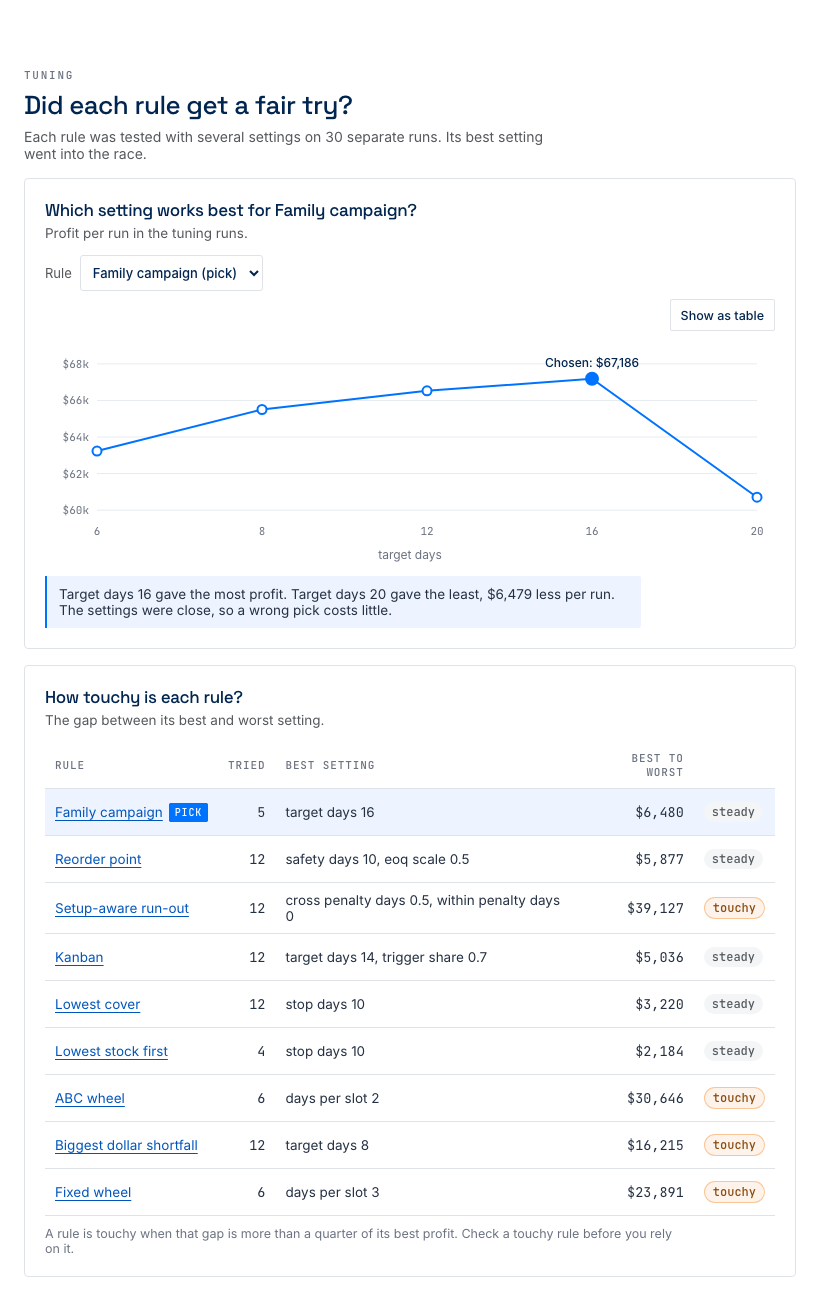 TUNING
Did each rule get a fair try?
Each rule was tested with several settings on 30 separate runs. Its best setting
went into the race.
Which setting works best for Family campaign?
Profit per run in the tuning runs.
Rule Family campaign (pick)
Show as table
Chosen: $67,186
$68k
$66k
$64k
$62k
$60k
6 8 12 16 20
target days
Target days 16 gave the most profit. Target days 20 gave the least, $6,479 less per run.
The settings were close, so a wrong pick costs little.
How touchy is each rule?
The gap between its best and worst setting.
RULE TRIED BEST SETTING BEST TO
WORST
Family campaign PICK 5 target days 16 $6,480 steady
Reorder point 12 safety days 10, eoq scale 0.5 $5,877 steady
Setup-aware run-out 12 cross penalty days 0.5, within penalty days
0 $39,127 touchy
Kanban 12 target days 14, trigger share 0.7 $5,036 steady
Lowest cover 12 stop days 10 $3,220 steady
Lowest stock first 4 stop days 10 $2,184 steady
ABC wheel 6 days per slot 2 $30,646 touchy
Biggest dollar shortfall 12 target days 8 $16,215 touchy
Fixed wheel 6 days per slot 3 $23,891 touchy
A rule is touchy when that gap is more than a quarter of its best profit. Check a touchy rule before you rely
on it.